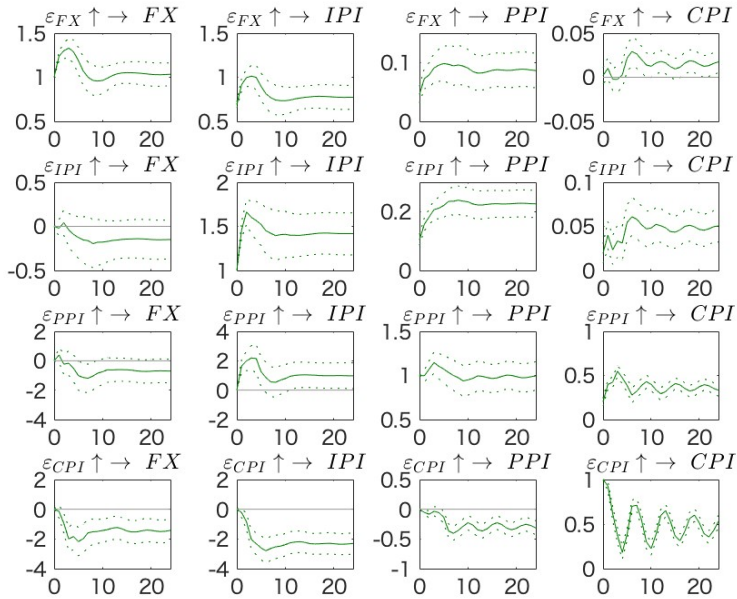 ε_FX ↑ → FX ε_FX ↑ → IPI ε_FX ↑ → PPI ε_FX ↑ → CPI
1.5 1.5 0.05
0.1
1 1 0
0.5 0.5 0 -0.05
0 10 20 0 10 20 0 10 20 0 10 20
ε_IPI ↑ → FX ε_IPI ↑ → IPI ε_IPI ↑ → PPI ε_IPI ↑ → CPI
0.5 2 0.1
0.2
0 1.5 0.05
-0.5 1 0 0
0 10 20 0 10 20 0 10 20 0 10 20
ε_PPI ↑ → FX ε_PPI ↑ → IPI ε_PPI ↑ → PPI ε_PPI ↑ → CPI
2 4 1.5 1
0 2
1 0.5
-2 0
-4 -2 0.5 0
0 10 20 0 10 20 0 10 20 0 10 20
ε_CPI ↑ → FX ε_CPI ↑ → IPI ε_CPI ↑ → PPI ε_CPI ↑ → CPI
2 2 0.5 1
0 0 0
0.5
-2 -2 -0.5
-4 -4 -1 0
0 10 20 0 10 20 0 10 20 0 10 20